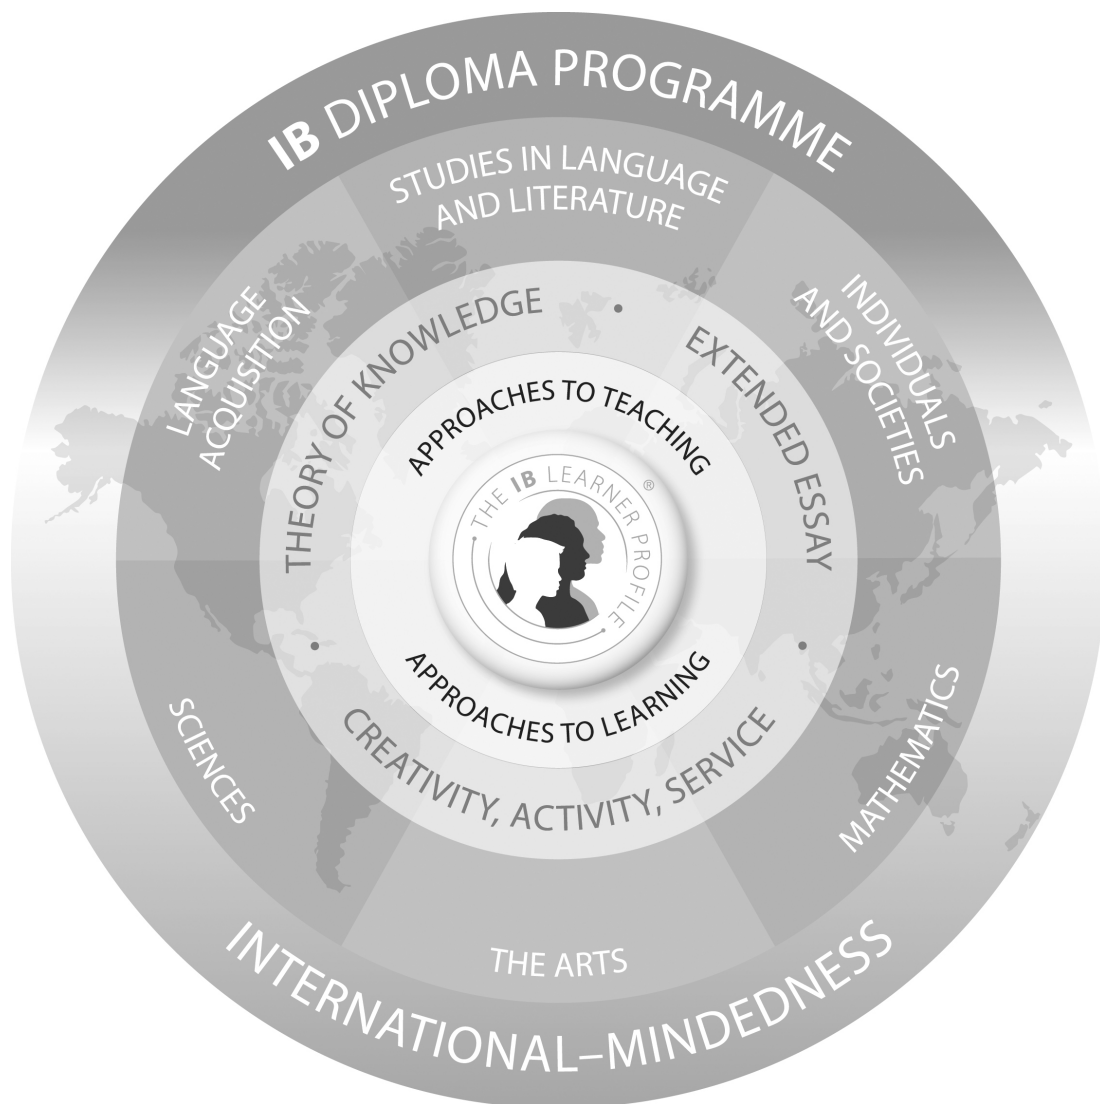 IB DIPLOMA PROGRAMME
STUDIES IN LANGUAGE
AND LITERATURE
LANGUAGE
ACQUISITION
INDIVIDUALS
AND SOCIETIES
THEORY OF KNOWLEDGE
EXTENDED ESSAY
APPROACHES TO TEACHING
THE IB LEARNER PROFILE
®
APPROACHES TO LEARNING
CREATIVITY, ACTIVITY, SERVICE
SCIENCES
MATHEMATICS
THE ARTS
INTERNATIONAL–MINDEDNESS